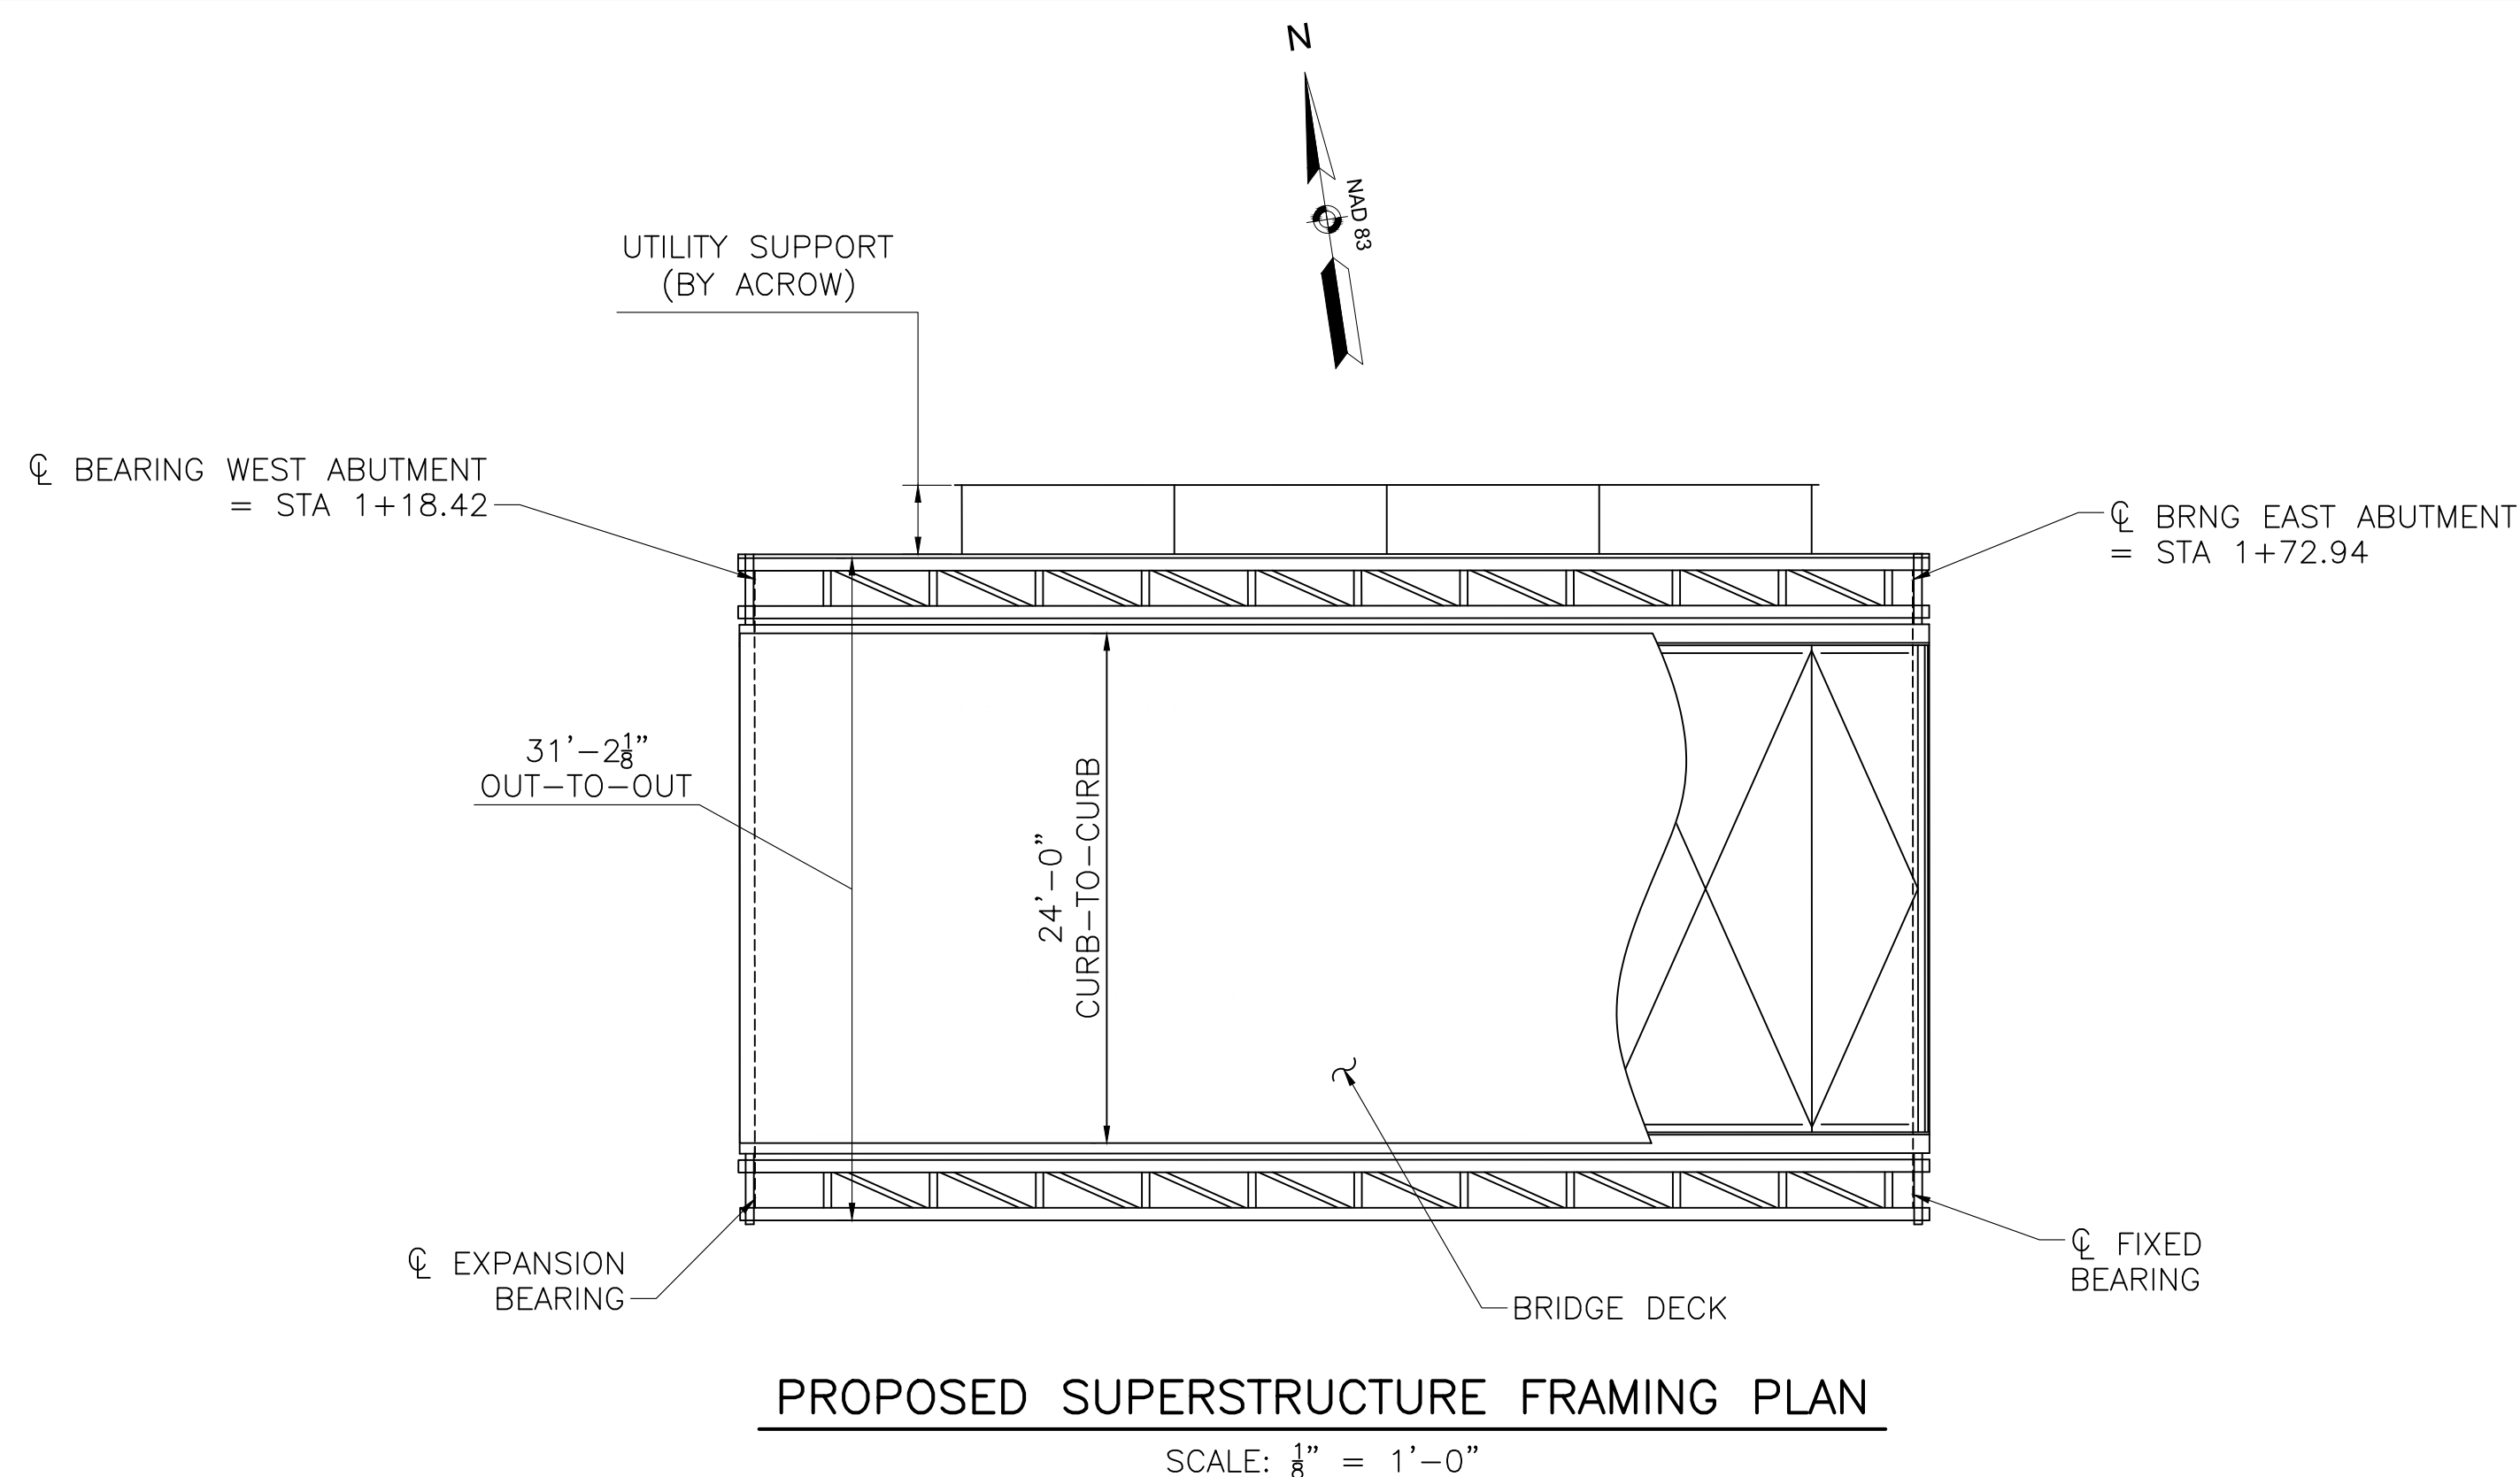 N
NAD 83
UTILITY SUPPORT
(BY ACROW)
℄ BEARING WEST ABUTMENT
= STA 1+18.42
℄ BRNG EAST ABUTMENT
= STA 1+72.94
31'-2⅛"
OUT-TO-OUT
24'-0"
CURB-TO-CURB
℄ EXPANSION
BEARING
℄ FIXED
BEARING
BRIDGE DECK
PROPOSED SUPERSTRUCTURE FRAMING PLAN
SCALE: ⅛" = 1'-0"